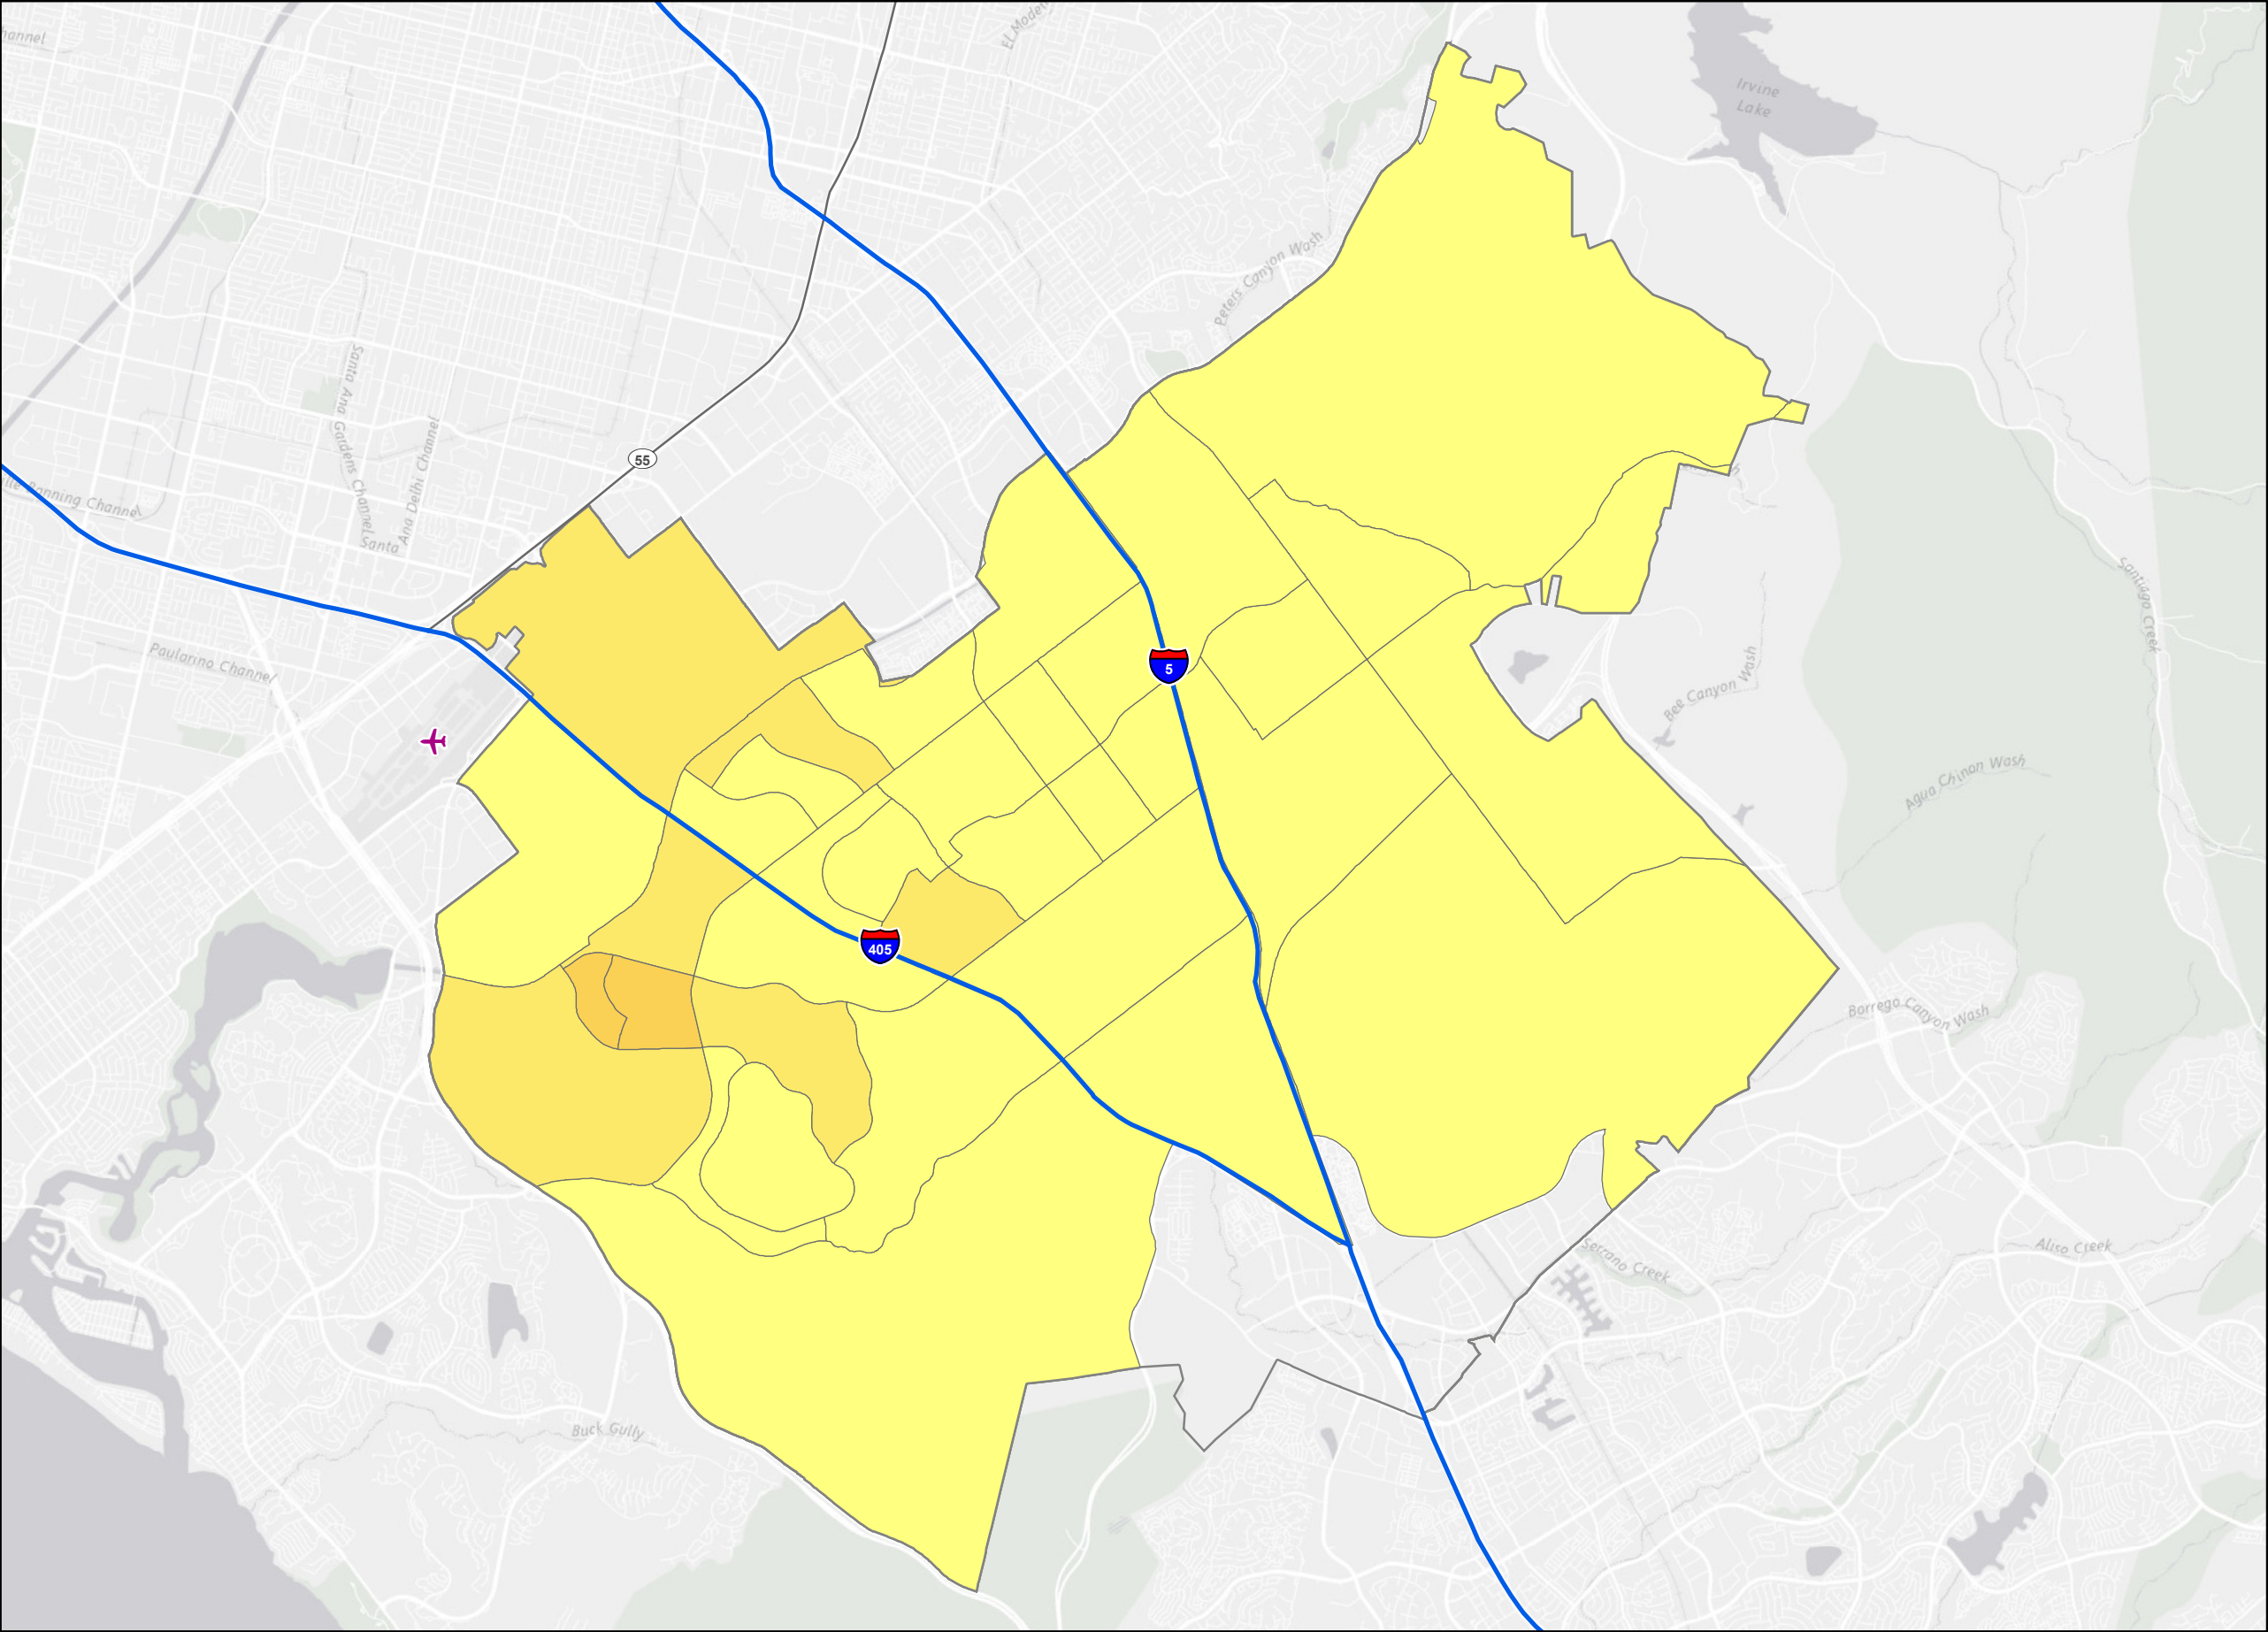 El Moden
Irvine
Lake
Peters Canyon Wash
Santa Ana Gardens Channel
Ana Delhi Channel
Santa
55
Banning Channel
Paularino Channel
5
Santiago Creek
Bee Canyon Wash
Agua Chinon Wash
405
Borrego Canyon Wash
Serrano Creek
Aliso Creek
Buck Gully